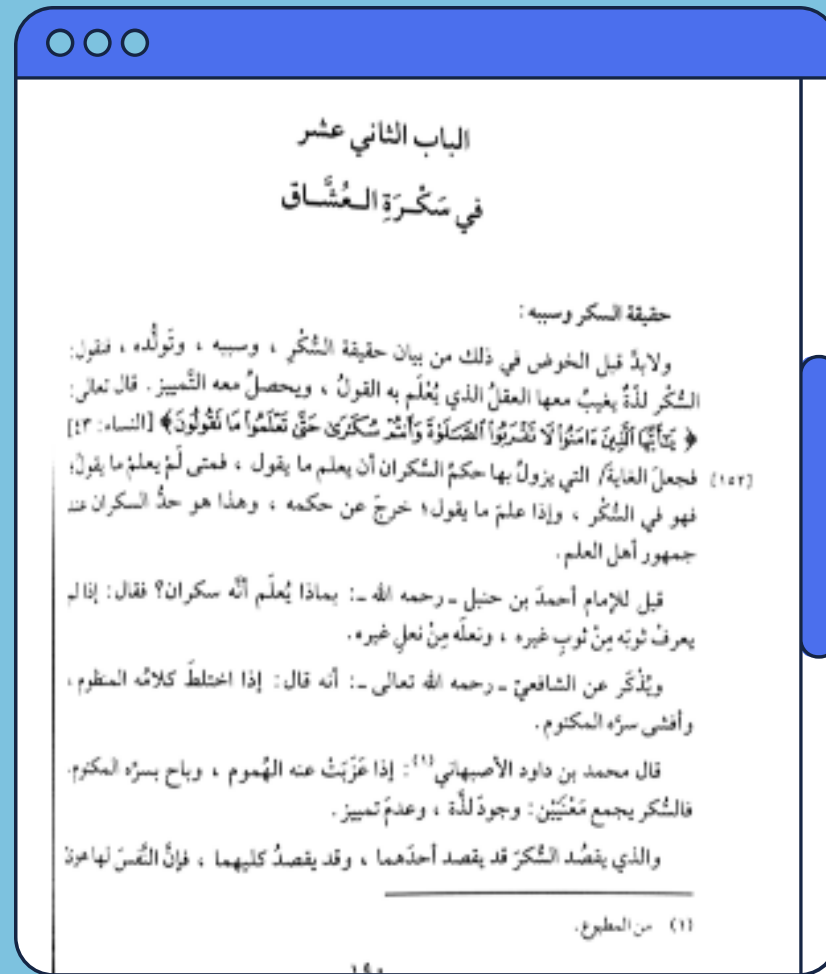 الباب الثاني عشر
في سَكْـرَةِ الـعُشَّـاق
حقيقة السكر وسببه :
ولابدَّ قبل الخوض في ذلك من بيان حقيقة السُّكْرِ ، وسببه ، وتَولُّده ، فنقول:
السُّكْر لذَّةٌ يغيبُ معها العقلُ الذي يُعْلَم به القولُ ، ويحصلُ معه التَّمييز . قال تعالى:
﴿ يَٰٓأَيُّهَا ٱلَّذِينَ ءَامَنُواْ لَا تَقْرَبُواْ ٱلصَّلَوٰةَ وَأَنتُمْ سُكَٰرَىٰ حَتَّىٰ تَعْلَمُواْ مَا تَقُولُونَ ﴾ [النساء: ٤٣]
(١٥٢) فجعلَ الغايةَ/ التي يزولُ بها حكمُ السُّكران أن يعلم ما يقول ، فمتى لَمْ يعلمْ ما يقول؛
فهو في السُّكْر ، وإذا علمَ ما يقول؛ خرجَ عن حكمه ، وهذا هو حدُّ السكران عند
جمهور أهل العلم.
قيل للإمام أحمدَ بن حنبل ـ رحمه الله ـ: بماذا يُعلَم أنَّه سكران؟ فقال: إذا لم
يعرفْ ثوبَه مِنْ ثوبِ غيره ، ونعلَه مِنْ نعلِ غيره.
ويُذْكَر عن الشافعيّ ـ رحمه الله تعالى ـ: أنه قال: إذا اختلطَ كلامُه المنظوم ،
وأفشى سرَّه المكتوم.
قال محمد بن داود الأصبهاني(١): إذا عَزَبَتْ عنه الهُموم ، وباح بسرِّه المكتوم.
فالسُّكر يجمع مَعْنَيَيْن: وجودَ لذَّة ، وعدمَ تمييز.
والذي يقصُد السُّكرَ قد يقصد أحدَهما ، وقد يقصدُ كليهما ، فإنَّ النَّفسَ لها
(١) من المطبوع.